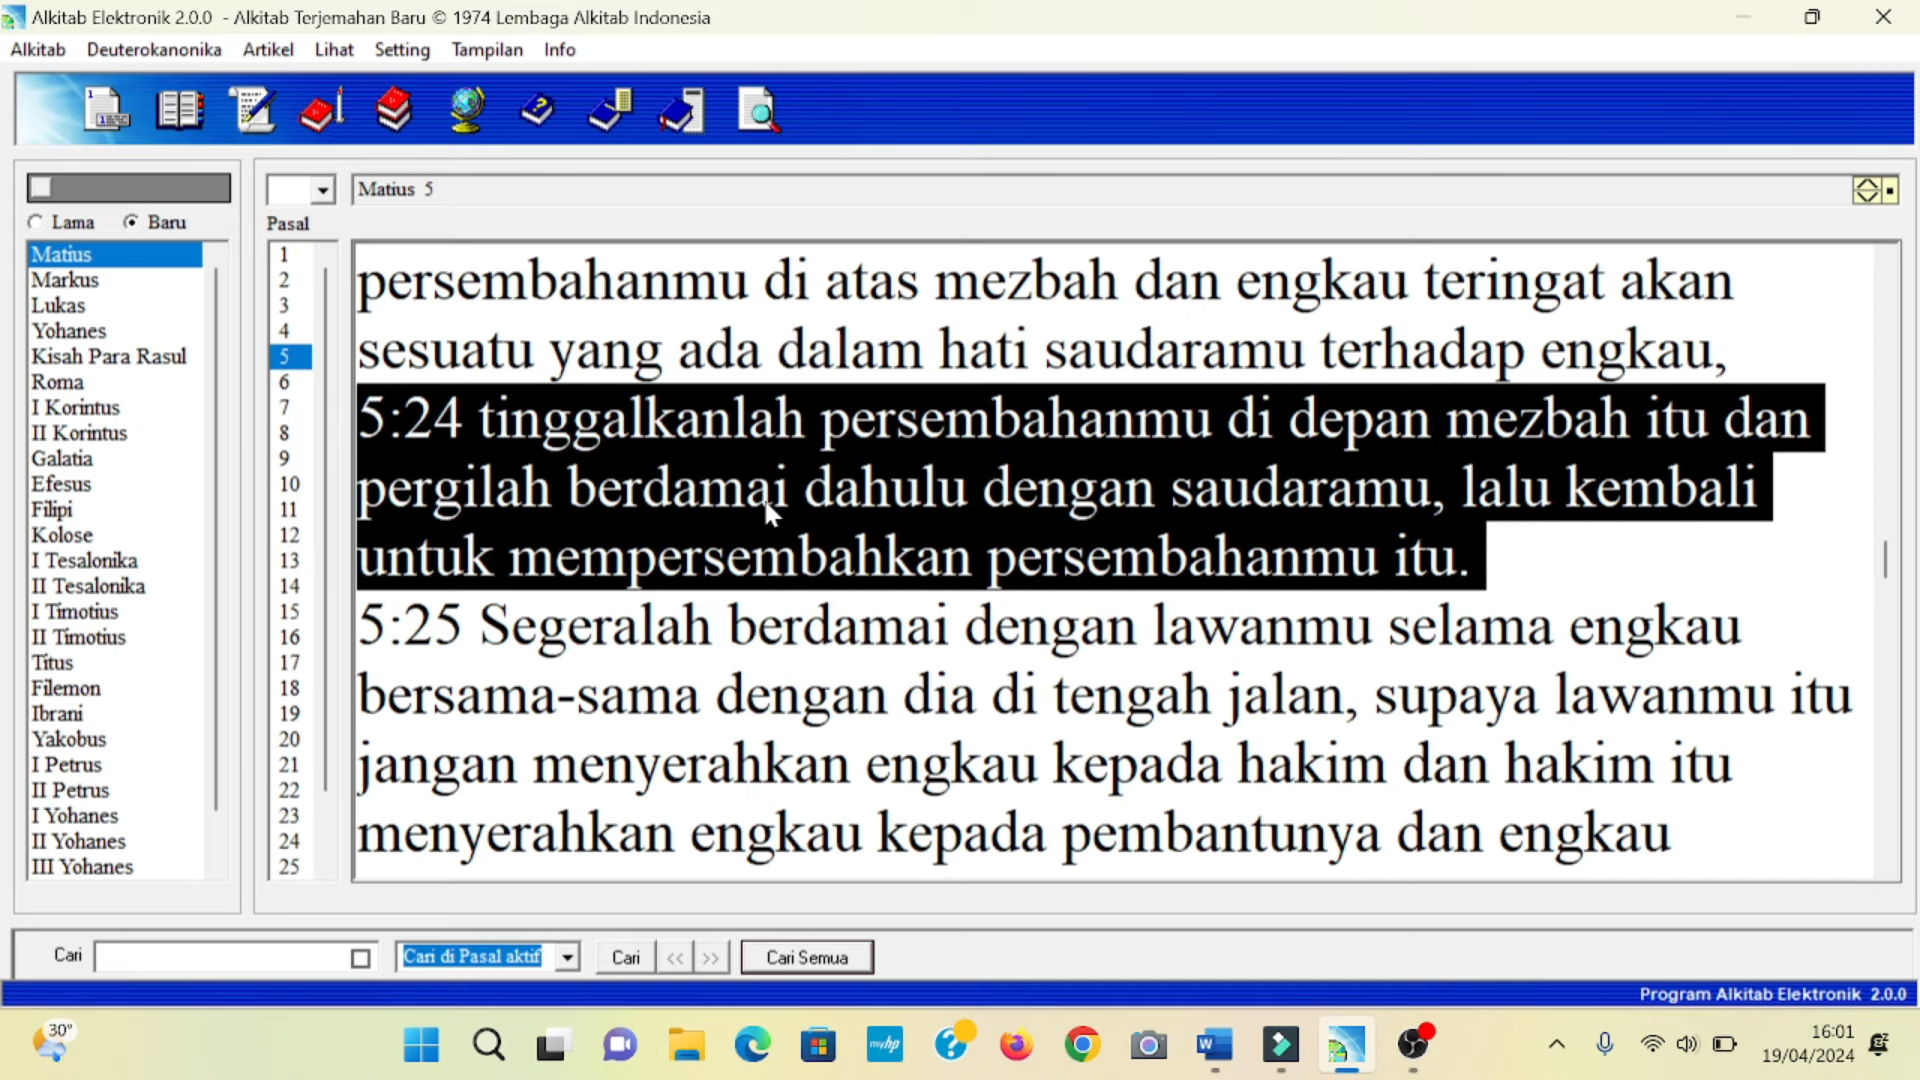 Alkitab Elektronik 2.0.0 - Alkitab Terjemahan Baru © 1974 Lembaga Alkitab Indonesia
Alkitab Deuterokanonika Artikel Lihat Setting Tampilan Info
Lama Baru
Matius
Markus
Lukas
Yohanes
Kisah Para Rasul
Roma
I Korintus
II Korintus
Galatia
Efesus
Filipi
Kolose
I Tesalonika
II Tesalonika
I Timotius
II Timotius
Titus
Filemon
Ibrani
Yakobus
I Petrus
II Petrus
I Yohanes
II Yohanes
III Yohanes
Pasal
1
2
3
4
5
6
7
8
9
10
11
12
13
14
15
16
17
18
19
20
21
22
23
24
25
Matius 5
persembahanmu di atas mezbah dan engkau teringat akan
sesuatu yang ada dalam hati saudaramu terhadap engkau,
5:24 tinggalkanlah persembahanmu di depan mezbah itu dan
pergilah berdamai dahulu dengan saudaramu, lalu kembali
untuk mempersembahkan persembahanmu itu.
5:25 Segeralah berdamai dengan lawanmu selama engkau
bersama-sama dengan dia di tengah jalan, supaya lawanmu itu
jangan menyerahkan engkau kepada hakim dan hakim itu
menyerahkan engkau kepada pembantunya dan engkau
Cari Cari di Pasal aktif Cari << >> Cari Semua
Program Alkitab Elektronik 2.0.0
30°
myhp
W
16:01
19/04/2024